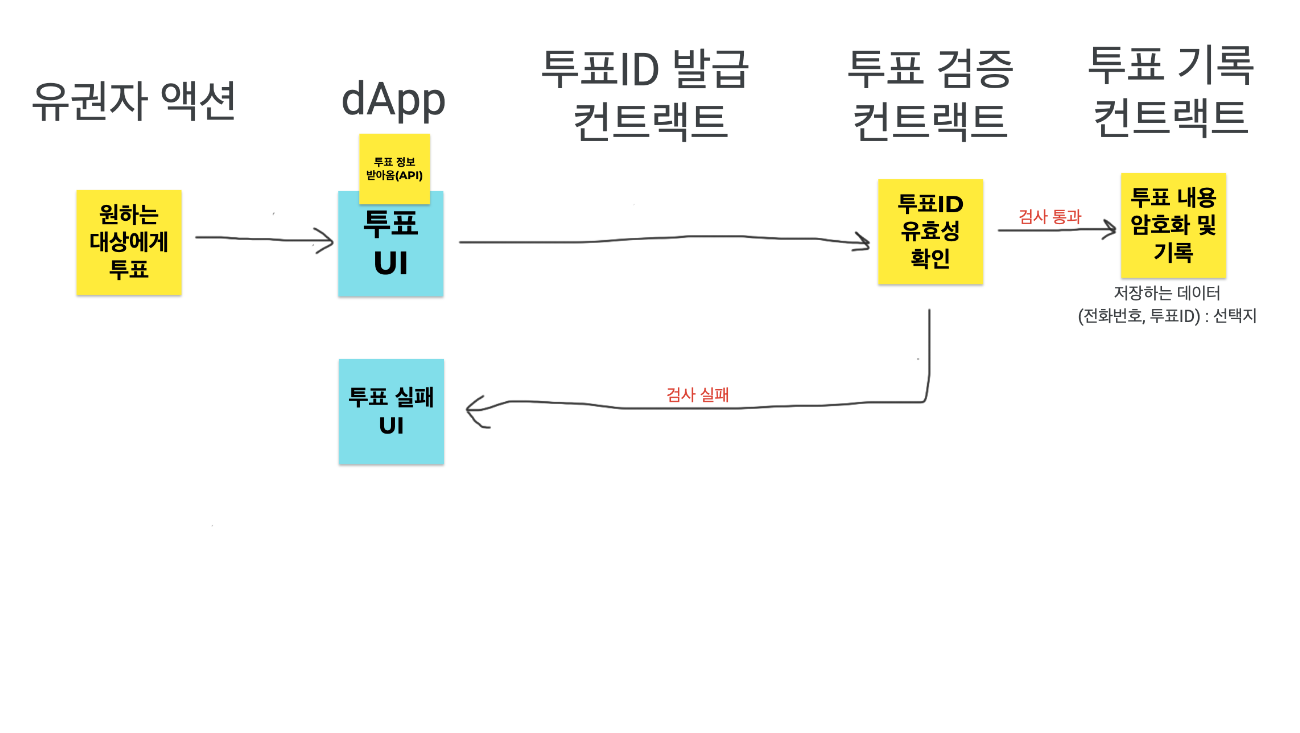 유권자 액션
dApp
투표ID 발급
컨트랙트
투표 검증
컨트랙트
투표 기록
컨트랙트
원하는
대상에게
투표
투표 정보
받아옴(API)
투표
UI
투표ID
유효성
확인
검사 통과
투표 내용
암호화 및
기록
저장하는 데이터
(전화번호, 투표ID) : 선택지
검사 실패
투표 실패
UI